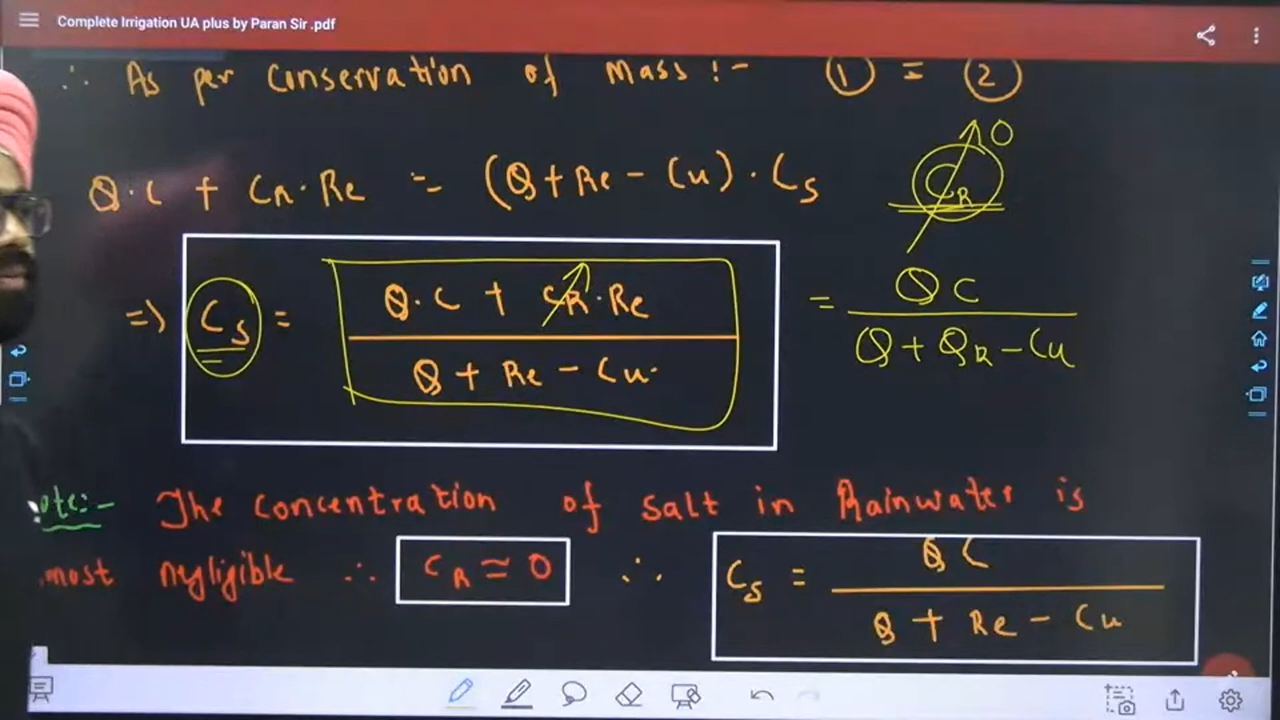 Complete Irrigation UA plus by Paran Sir .pdf
∴ As per Conservation of Mass :- ① = ②
Q.C + CR.Re = (Q+Re-Cu).Cs
CR 0
=> Cs = Q.C + CR.Re / Q + Re - Cu = QC / Q + QR - Cu
ote:- The concentration of salt in Rainwater is
most negligible ∴ CR ≃ 0 ∴ Cs = QC / Q + Re - Cu